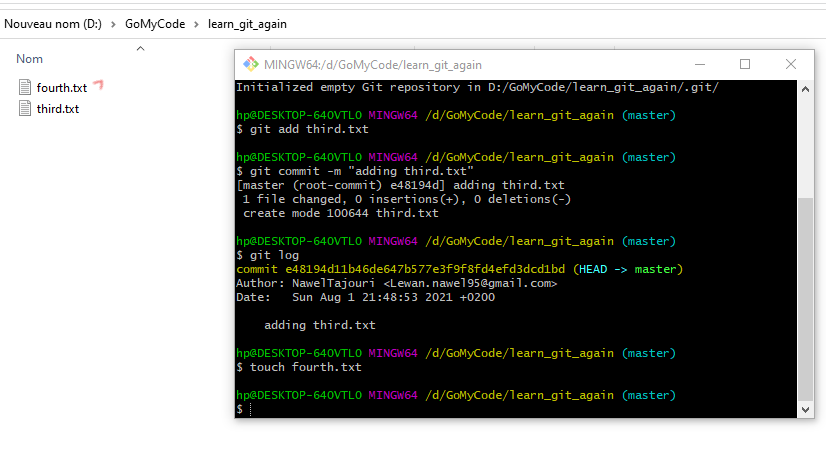 Nouveau nom (D:) > GoMyCode > learn_git_again
Nom
fourth.txt
third.txt
MINGW64:/d/GoMyCode/learn_git_again
Initialized empty Git repository in D:/GoMyCode/learn_git_again/.git/
hp@DESKTOP-64OVTL0 MINGW64 /d/GoMyCode/learn_git_again (master)
$ git add third.txt
hp@DESKTOP-64OVTL0 MINGW64 /d/GoMyCode/learn_git_again (master)
$ git commit -m "adding third.txt"
[master (root-commit) e48194d] adding third.txt
 1 file changed, 0 insertions(+), 0 deletions(-)
 create mode 100644 third.txt
hp@DESKTOP-64OVTL0 MINGW64 /d/GoMyCode/learn_git_again (master)
$ git log
commit e48194d11b46de647b577e3f9f8fd4efd3dcd1bd (HEAD -> master)
Author: NawelTajouri <Lewan.nawel95@gmail.com>
Date:   Sun Aug 1 21:48:53 2021 +0200
    adding third.txt
hp@DESKTOP-64OVTL0 MINGW64 /d/GoMyCode/learn_git_again (master)
$ touch fourth.txt
hp@DESKTOP-64OVTL0 MINGW64 /d/GoMyCode/learn_git_again (master)
$